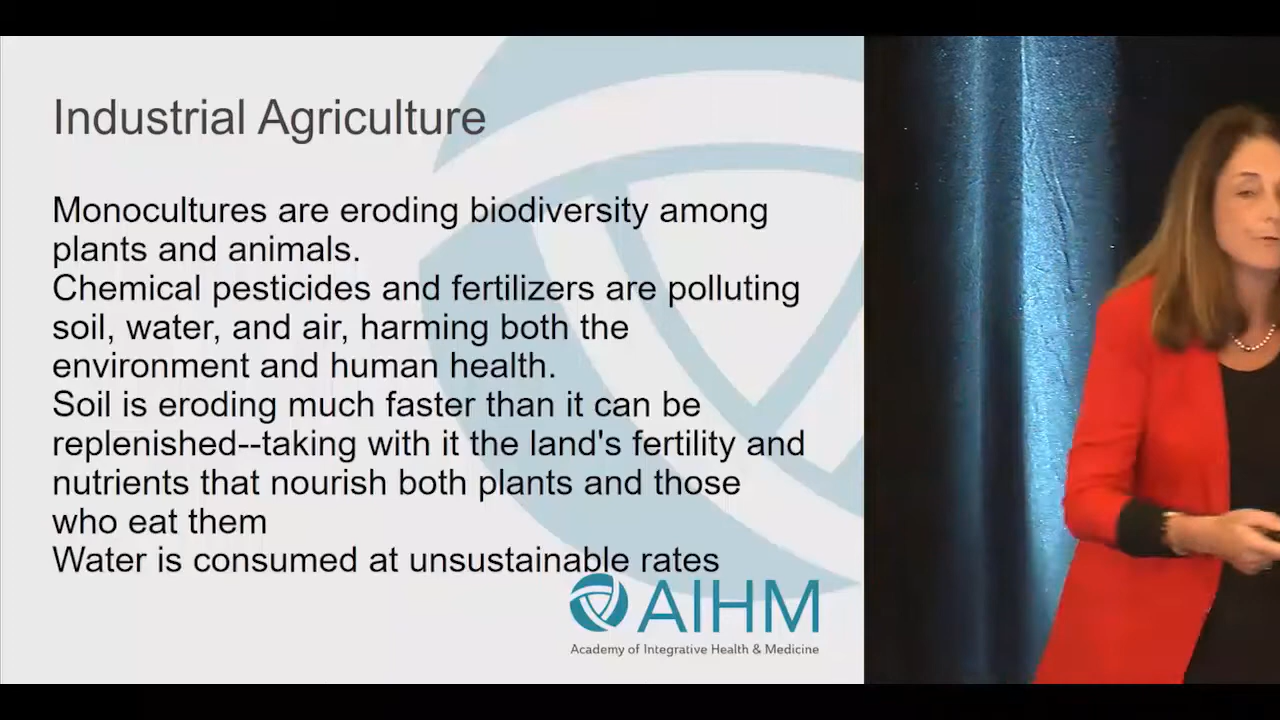 Industrial Agriculture
Monocultures are eroding biodiversity among
plants and animals.
Chemical pesticides and fertilizers are polluting
soil, water, and air, harming both the
environment and human health.
Soil is eroding much faster than it can be
replenished--taking with it the land's fertility and
nutrients that nourish both plants and those
who eat them
Water is consumed at unsustainable rates
AIHM
Academy of Integrative Health & Medicine